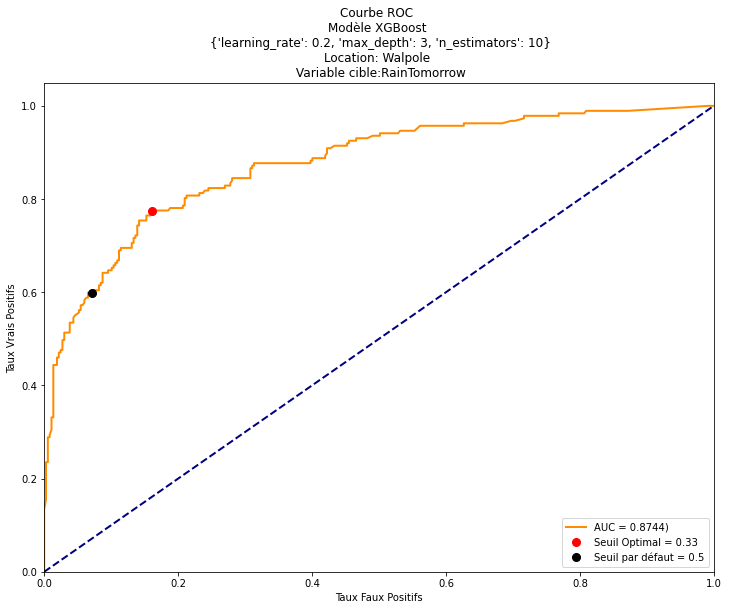 Courbe ROC
Modèle XGBoost
{'learning_rate': 0.2, 'max_depth': 3, 'n_estimators': 10}
Location: Walpole
Variable cible:RainTomorrow
1.0
0.8
0.6
0.4
0.2
0.0
Taux Vrais Positifs
AUC = 0.8744)
Seuil Optimal = 0.33
Seuil par défaut = 0.5
0.0 0.2 0.4 0.6 0.8 1.0
Taux Faux Positifs